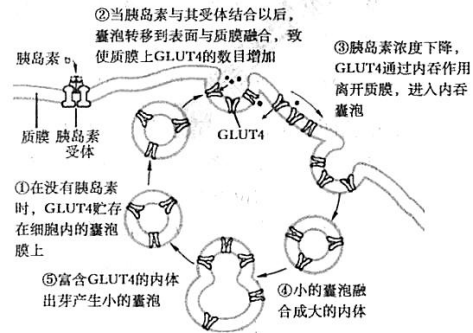 ②当胰岛素与其受体结合以后，
囊泡转移到表面与质膜融合，致
使质膜上GLUT4的数目增加
胰岛素
③胰岛素浓度下降，
GLUT4通过内吞作用
离开质膜，进入内吞
囊泡
GLUT4
质膜
胰岛素
受体
①在没有胰岛素
时，GLUT4贮存
在细胞内的囊泡
膜上
⑤富含GLUT4的内体
出芽产生小的囊泡
④小的囊泡融
合成大的内体